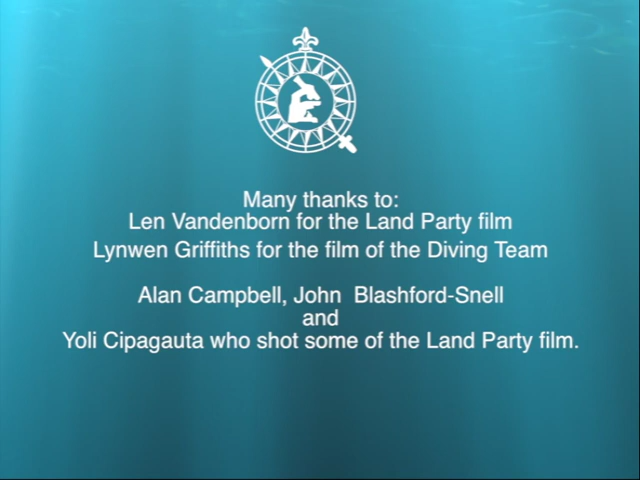 Many thanks to:
Len Vandenborn for the Land Party film
Lynwen Griffiths for the film of the Diving Team
Alan Campbell, John  Blashford-Snell
and
Yoli Cipagauta who shot some of the Land Party film.